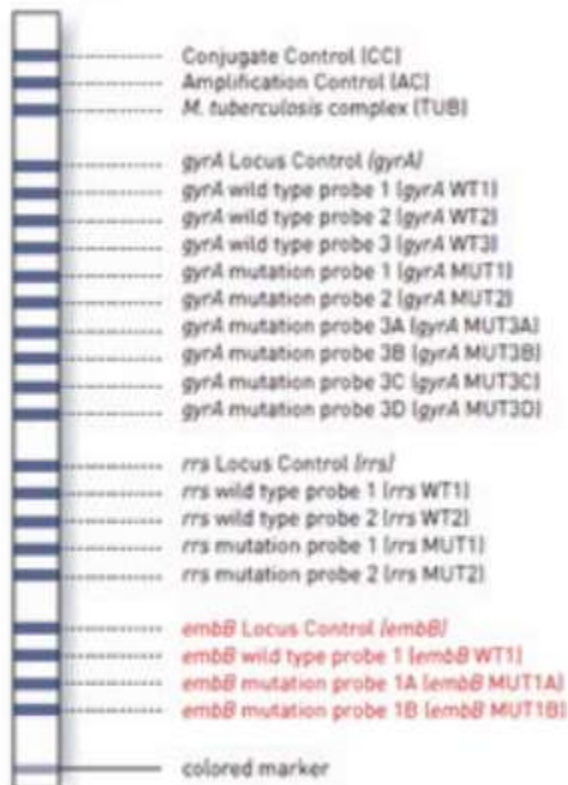 Conjugate Control (CC)
Amplification Control (AC)
M. tuberculosis complex (TUB)
gyrA Locus Control (gyrA)
gyrA wild type probe 1 (gyrA WT1)
gyrA wild type probe 2 (gyrA WT2)
gyrA wild type probe 3 (gyrA WT3)
gyrA mutation probe 1 (gyrA MUT1)
gyrA mutation probe 2 (gyrA MUT2)
gyrA mutation probe 3A (gyrA MUT3A)
gyrA mutation probe 3B (gyrA MUT3B)
gyrA mutation probe 3C (gyrA MUT3C)
gyrA mutation probe 3D (gyrA MUT3D)
rrs Locus Control (rrs)
rrs wild type probe 1 (rrs WT1)
rrs wild type probe 2 (rrs WT2)
rrs mutation probe 1 (rrs MUT1)
rrs mutation probe 2 (rrs MUT2)
embB Locus Control (embB)
embB wild type probe 1 (embB WT1)
embB mutation probe 1A (embB MUT1A)
embB mutation probe 1B (embB MUT1B)
colored marker